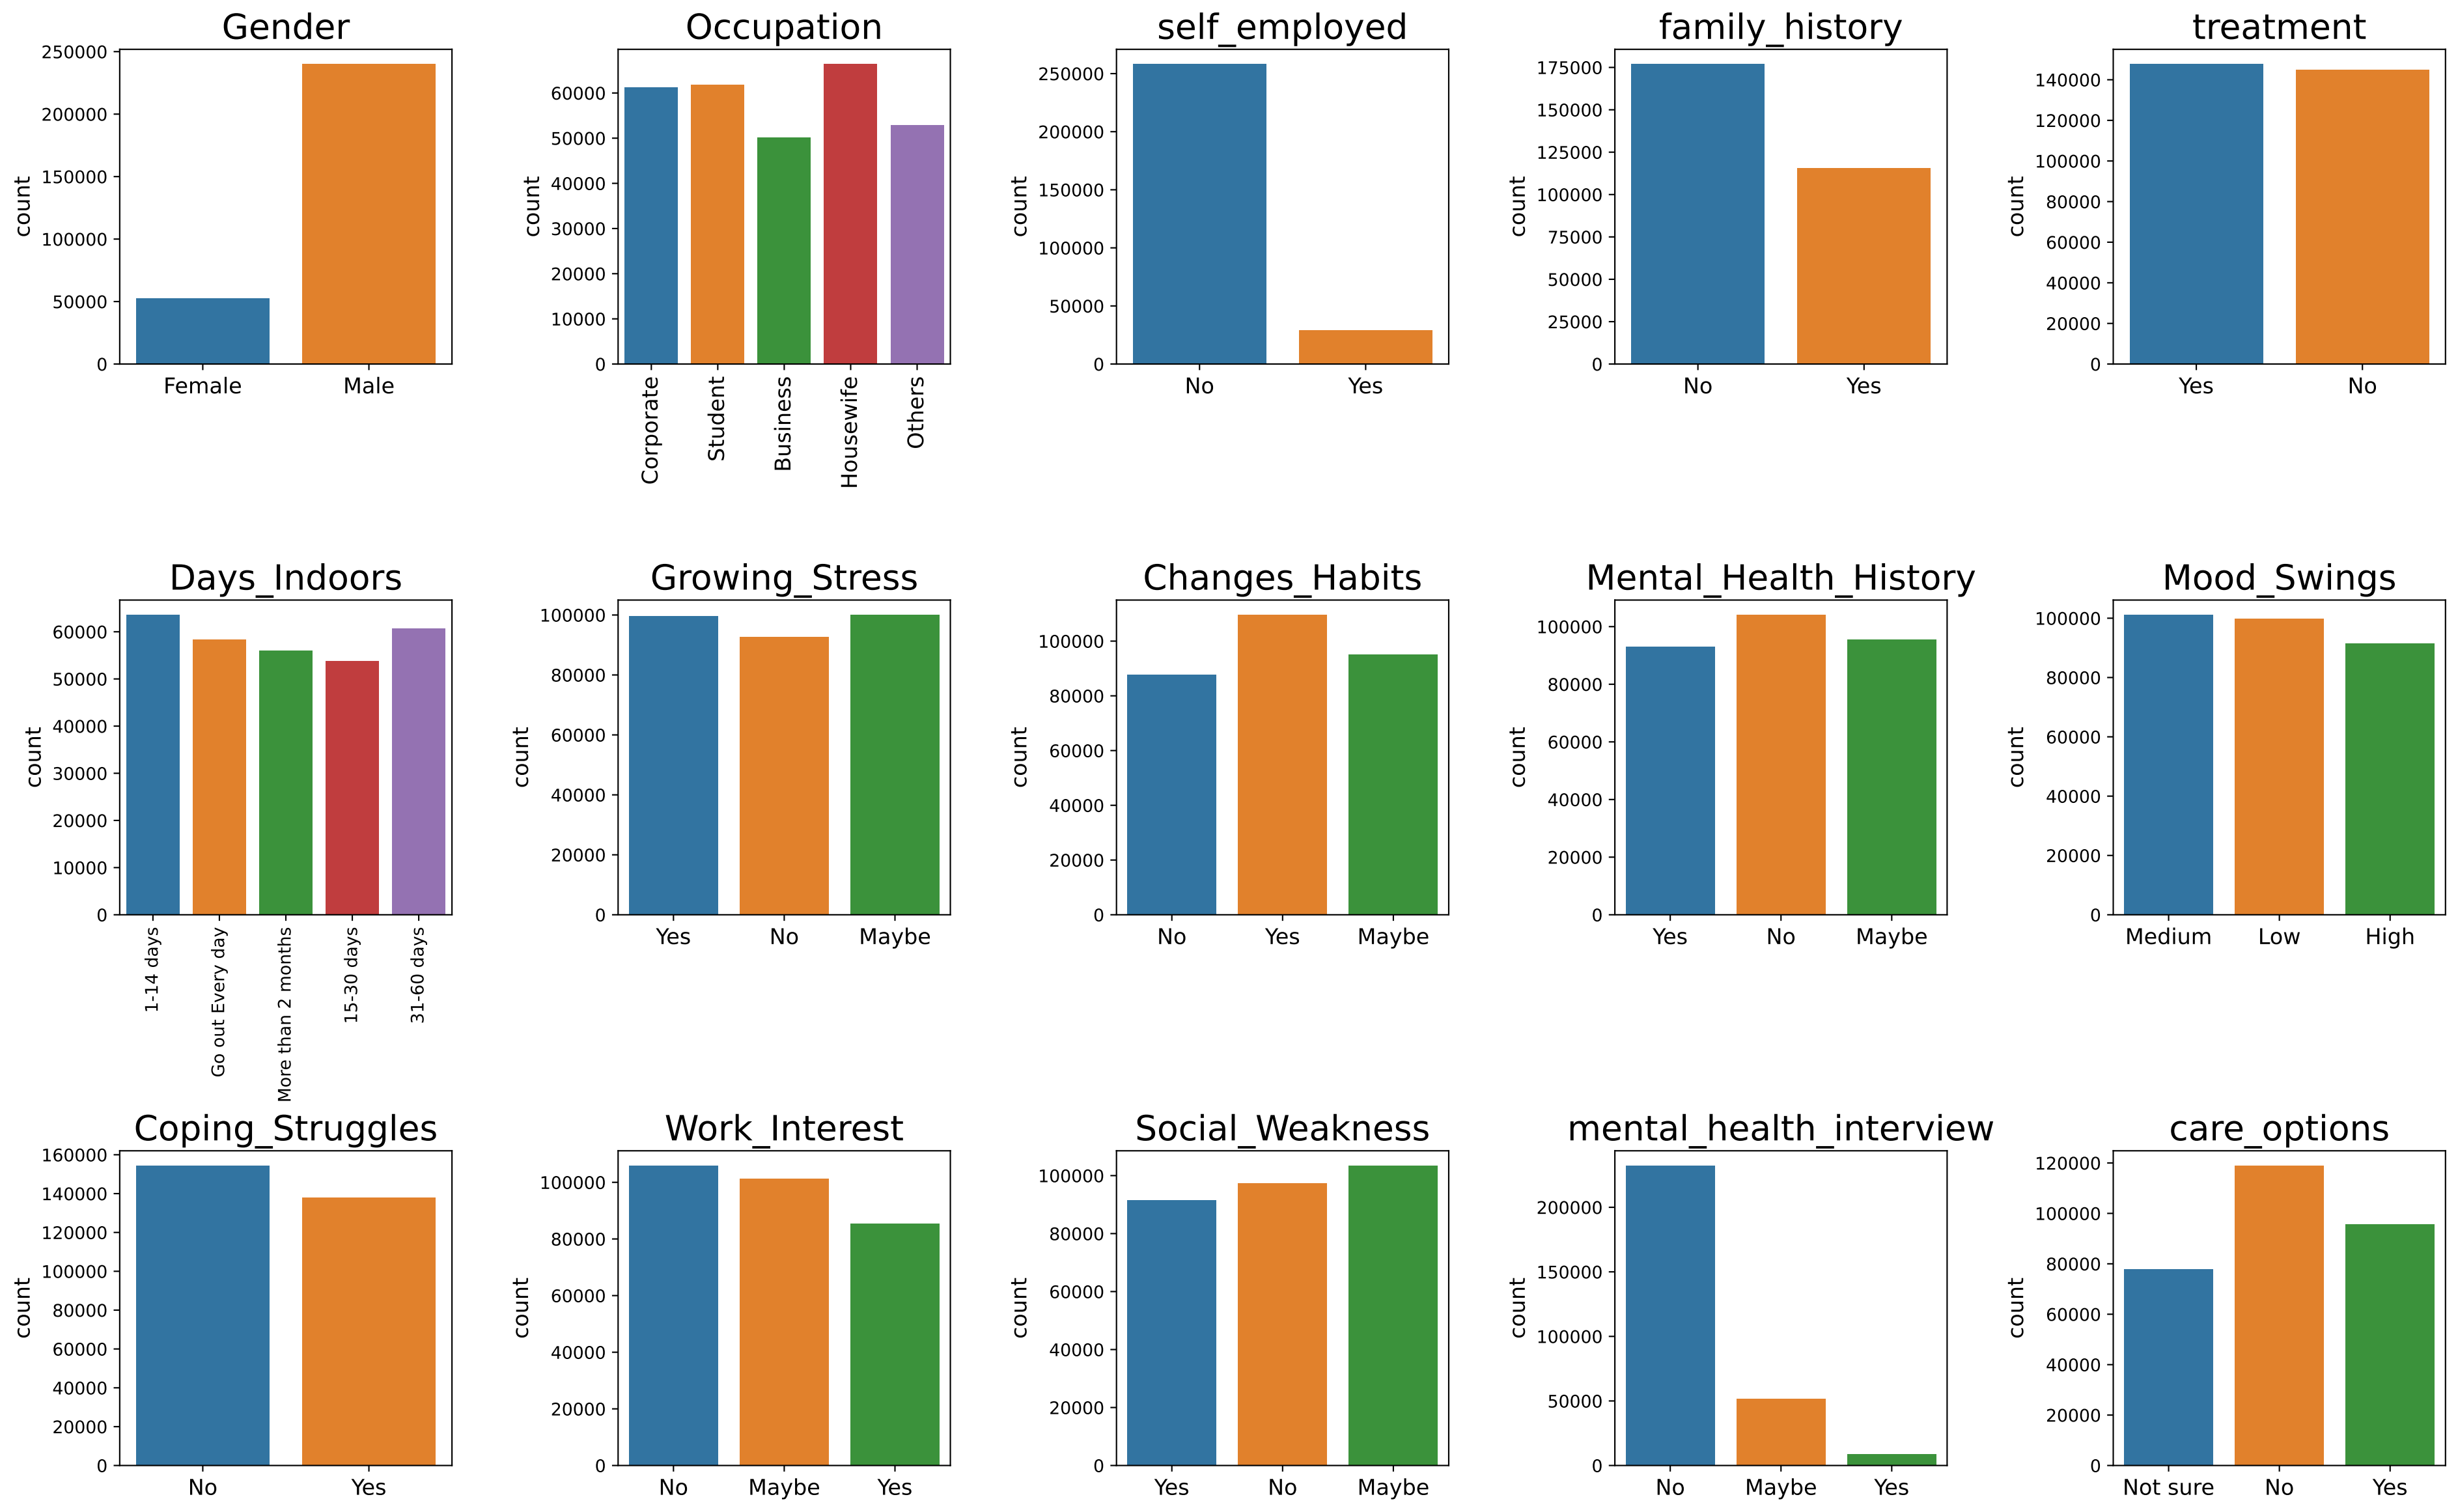 Gender
count
250000
200000
150000
100000
50000
0
Female Male
Occupation
count
60000
50000
40000
30000
20000
10000
0
Corporate
Student
Business
Housewife
Others
self_employed
count
250000
200000
150000
100000
50000
0
No Yes
family_history
count
175000
150000
125000
100000
75000
50000
25000
0
No Yes
treatment
count
140000
120000
100000
80000
60000
40000
20000
0
Yes No
Days_Indoors
count
60000
50000
40000
30000
20000
10000
0
1-14 days
Go out Every day
More than 2 months
15-30 days
31-60 days
Growing_Stress
count
100000
80000
60000
40000
20000
0
Yes No Maybe
Changes_Habits
count
100000
80000
60000
40000
20000
0
No Yes Maybe
Mental_Health_History
count
100000
80000
60000
40000
20000
0
Yes No Maybe
Mood_Swings
count
100000
80000
60000
40000
20000
0
Medium Low High
Coping_Struggles
count
160000
140000
120000
100000
80000
60000
40000
20000
0
No Yes
Work_Interest
count
100000
80000
60000
40000
20000
0
No Maybe Yes
Social_Weakness
count
100000
80000
60000
40000
20000
0
Yes No Maybe
mental_health_interview
count
200000
150000
100000
50000
0
No Maybe Yes
care_options
count
120000
100000
80000
60000
40000
20000
0
Not sure No Yes